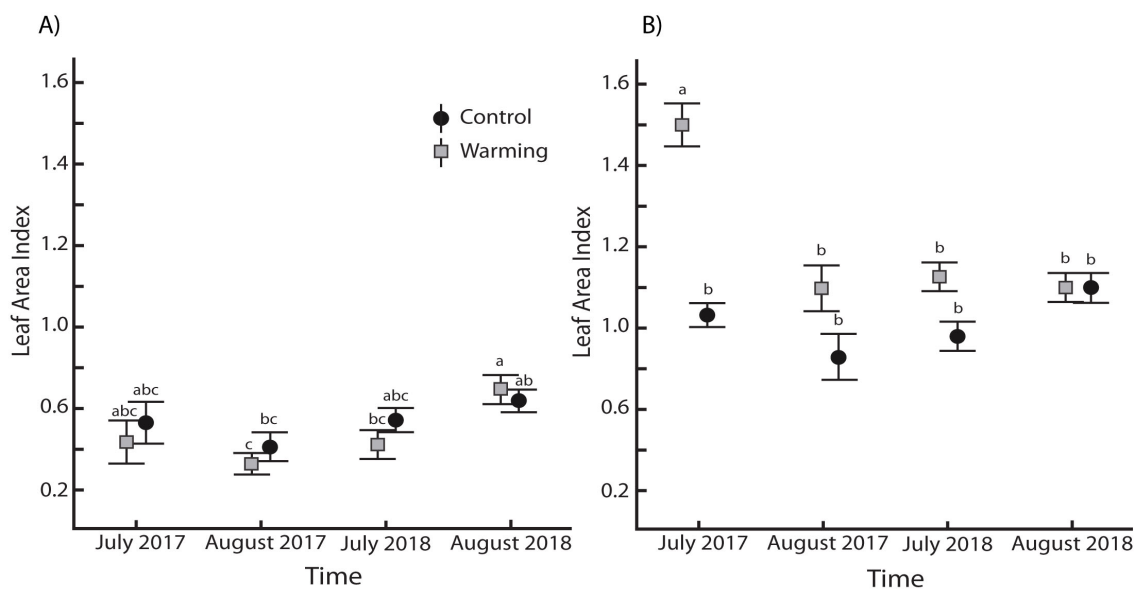 A)
1.6
1.4
1.2
1.0
0.6
0.2
Leaf Area Index
Control
Warming
abc
abc
c
bc
bc
abc
a
ab
July 2017
August 2017
July 2018
August 2018
Time
B)
1.6
1.4
1.2
1.0
0.6
0.2
Leaf Area Index
a
b
b
b
b
b
b
b
July 2017
August 2017
July 2018
August 2018
Time